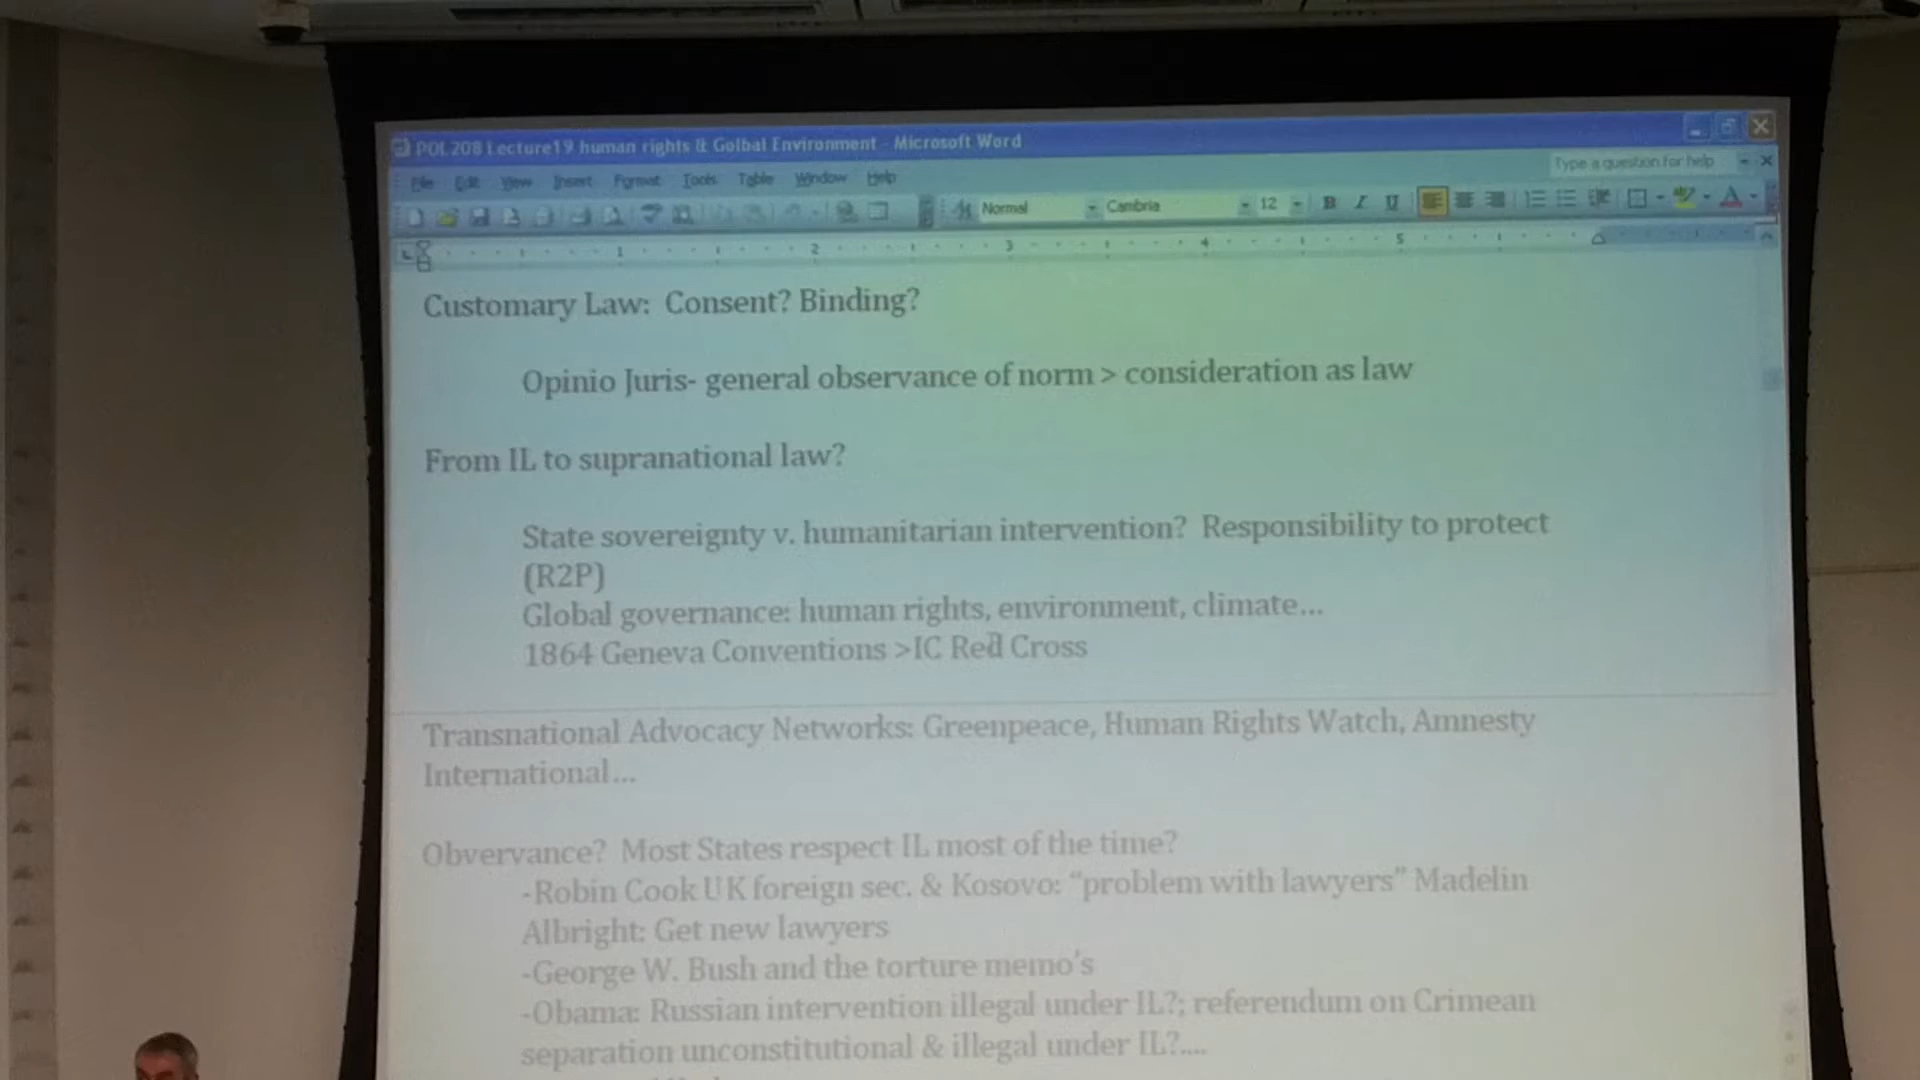 POL 208 Lecture19 human rights & Golbal Environment - Microsoft Word
Type a question for help
File Edit View Insert Format Tools Table Window Help
Normal Cambria 12 B I U
1 2 3 4 5
Customary Law: Consent? Binding?
Opinio Juris- general observance of norm > consideration as law
From IL to supranational law?
State sovereignty v. humanitarian intervention? Responsibility to protect
(R2P)
Global governance: human rights, environment, climate...
1864 Geneva Conventions >IC Red Cross
Transnational Advocacy Networks: Greenpeace, Human Rights Watch, Amnesty
International...
Obvervance? Most States respect IL most of the time?
-Robin Cook UK foreign sec. & Kosovo: “problem with lawyers” Madelin
Albright: Get new lawyers
-George W. Bush and the torture memo's
-Obama: Russian intervention illegal under IL?; referendum on Crimean
separation unconstitutional & illegal under IL?....